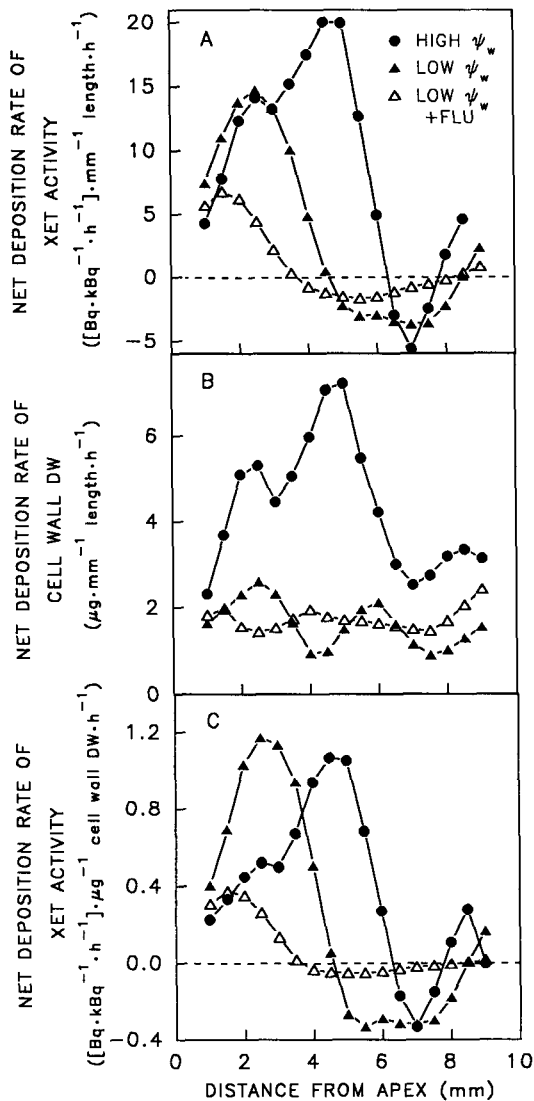 NET DEPOSITION RATE OF
XET ACTIVITY
([Bq·kBq⁻¹·h⁻¹]·mm⁻¹ length·h⁻¹)
20
15
10
5
0
−5
A
HIGH ψw
LOW ψw
LOW ψw
+FLU
NET DEPOSITION RATE OF
CELL WALL DW
(μg·mm⁻¹ length·h⁻¹)
6
4
2
0
B
NET DEPOSITION RATE OF
XET ACTIVITY
([Bq·kBq⁻¹·h⁻¹]·μg⁻¹ cell wall DW·h⁻¹)
1.2
0.8
0.4
0.0
−0.4
C
0 2 4 6 8 10
DISTANCE FROM APEX (mm)